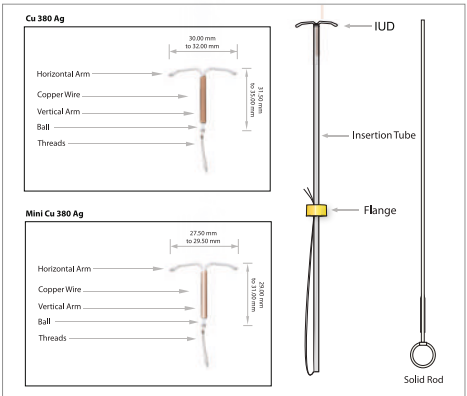 Cu 380 Ag
30.00 mm
to 32.00 mm
Horizontal Arm
Copper Wire
Vertical Arm
Ball
Threads
31.50 mm
to 35.00 mm
Mini Cu 380 Ag
27.50 mm
to 29.50 mm
Horizontal Arm
Copper Wire
Vertical Arm
Ball
Threads
29.00 mm
to 31.00 mm
IUD
Insertion Tube
Flange
Solid Rod